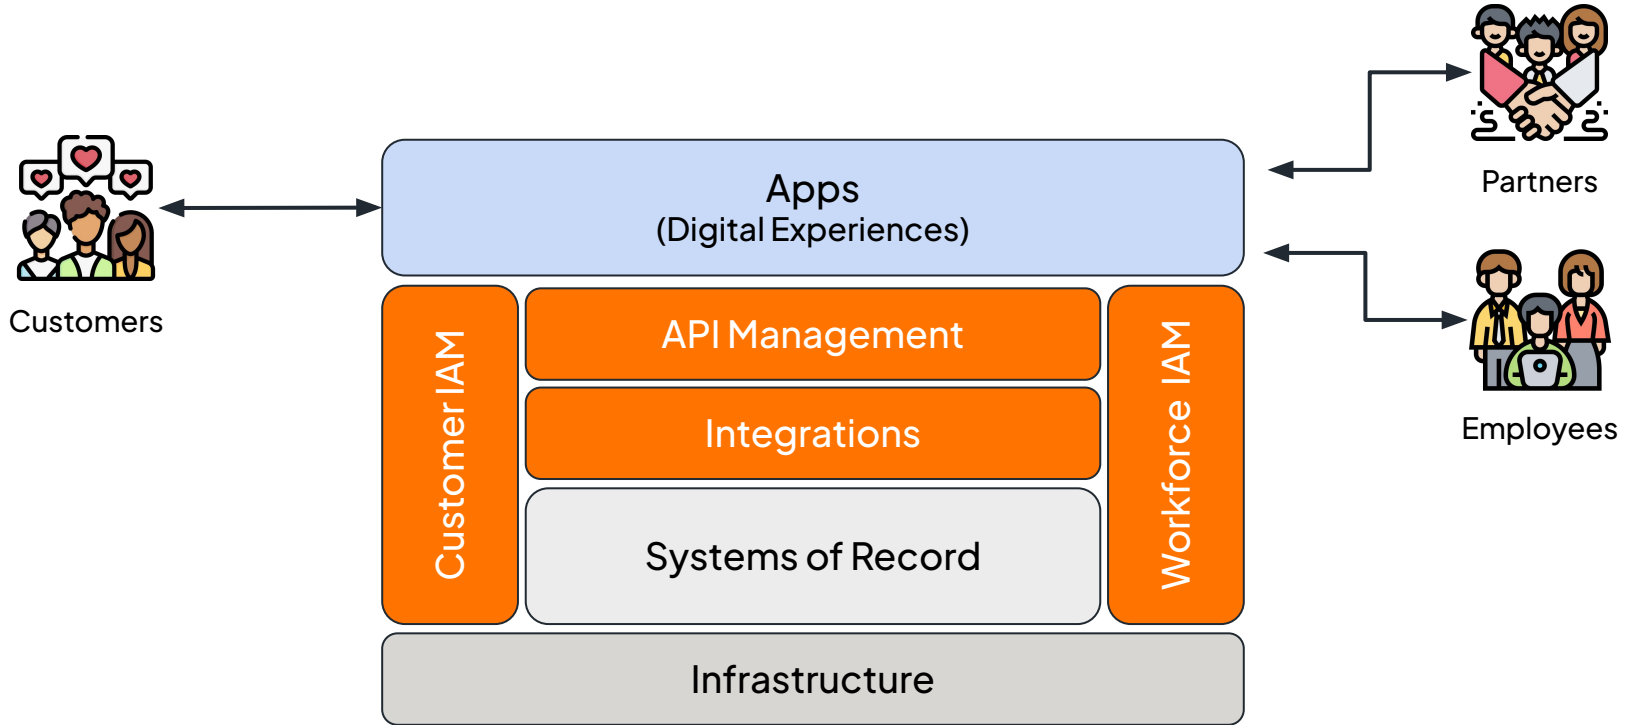 Partners
Apps
(Digital Experiences)
Customers
Employees
Customer IAM
API Management
Integrations
Systems of Record
Workforce IAM
Infrastructure